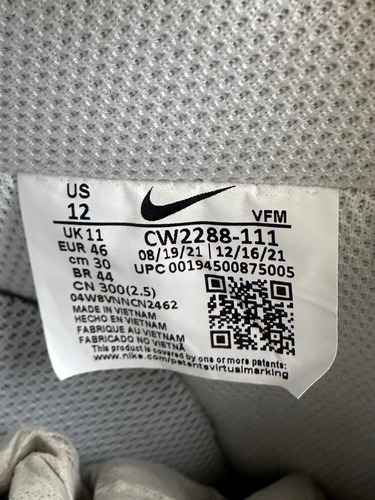 US
12
VFM
UK 11
CW2288-111
EUR 46
08/19/21 | 12/16/21
cm 30
UPC 00194500875005
BR 44
CN 300(2.5)
MADE IN VIETNAM
HECHO EN VIETNAM
FABRIQUE AU VIETNAM
FABRICADO NO VIETNÃ
This product is covered by one or more patents:
www.nike.com/patentsvirtualmarking